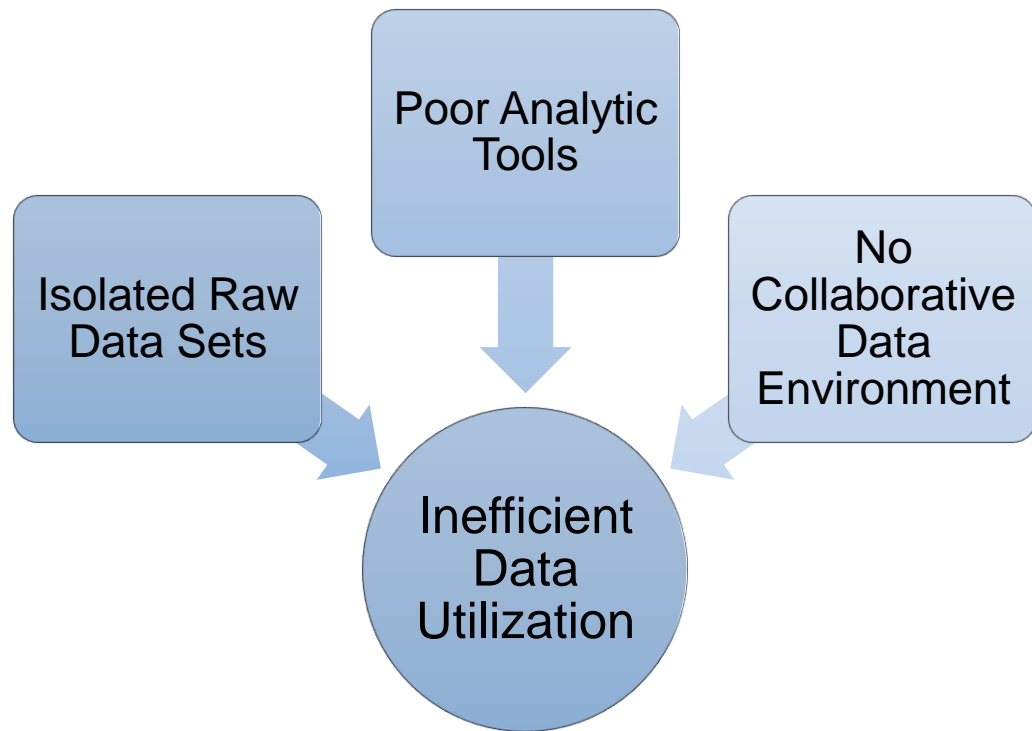 Poor Analytic
Tools
Isolated Raw
Data Sets
No
Collaborative
Data
Environment
Inefficient
Data
Utilization